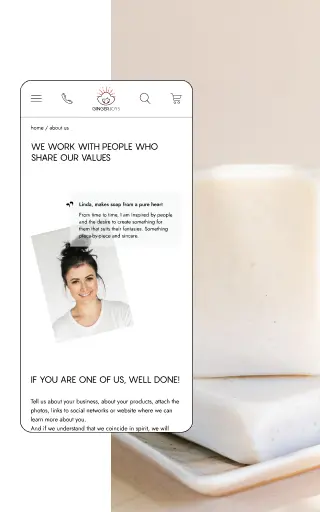 GINGERJOYS
home / about us
WE WORK WITH PEOPLE WHO
SHARE OUR VALUES
Linda, makes soap from a pure heart
From time to time, I am inspired by people
and the desire to create something for
them that suits their fantasies. Something
piece-by-piece and sincere.
IF YOU ARE ONE OF US, WELL DONE!
Tell us about your business, about your products, attach the
photos, links to social networks or website where we can
learn more about you.
And if we understand that we coincide in spirit, we will